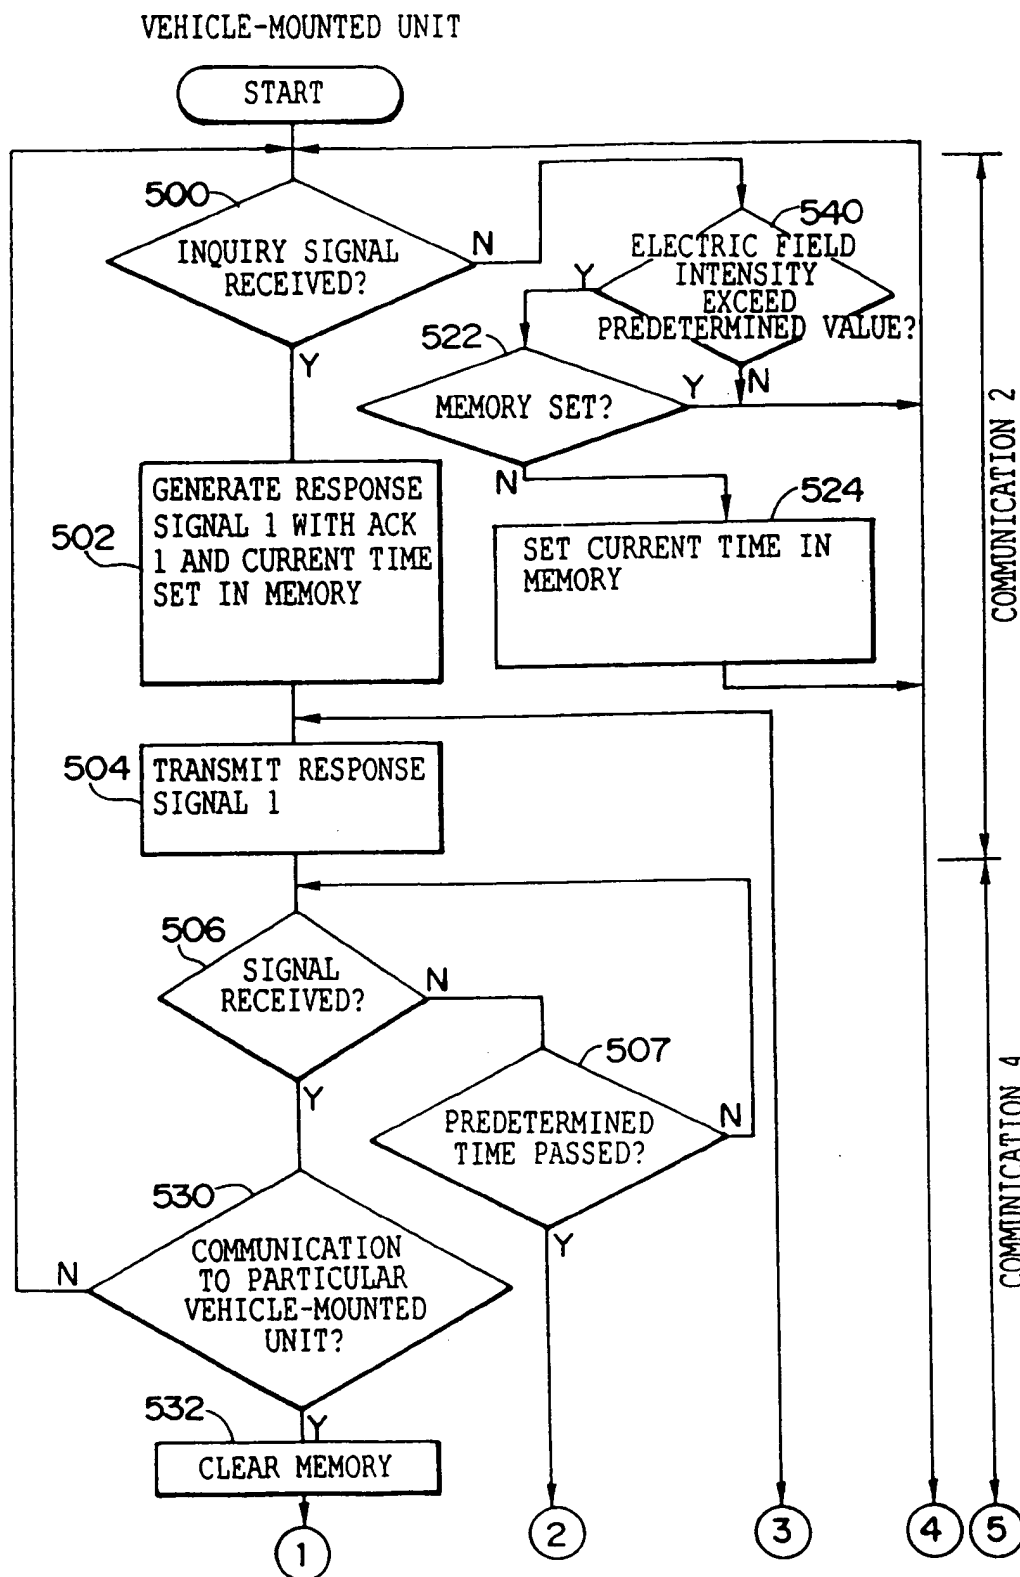 VEHICLE-MOUNTED UNIT
START
500
INQUIRY SIGNAL
RECEIVED?
N
Y
540
ELECTRIC FIELD
INTENSITY
EXCEED
PREDETERMINED VALUE?
Y
N
522
MEMORY SET?
Y
N
502
GENERATE RESPONSE
SIGNAL 1 WITH ACK
1 AND CURRENT TIME
SET IN MEMORY
524
SET CURRENT TIME IN
MEMORY
COMMUNICATION 2
504
TRANSMIT RESPONSE
SIGNAL 1
506
SIGNAL
RECEIVED?
N
Y
507
PREDETERMINED
TIME PASSED?
N
Y
530
COMMUNICATION
TO PARTICULAR
VEHICLE-MOUNTED
UNIT?
N
Y
532
CLEAR MEMORY
COMMUNICATION 4
1
2
3
4
5